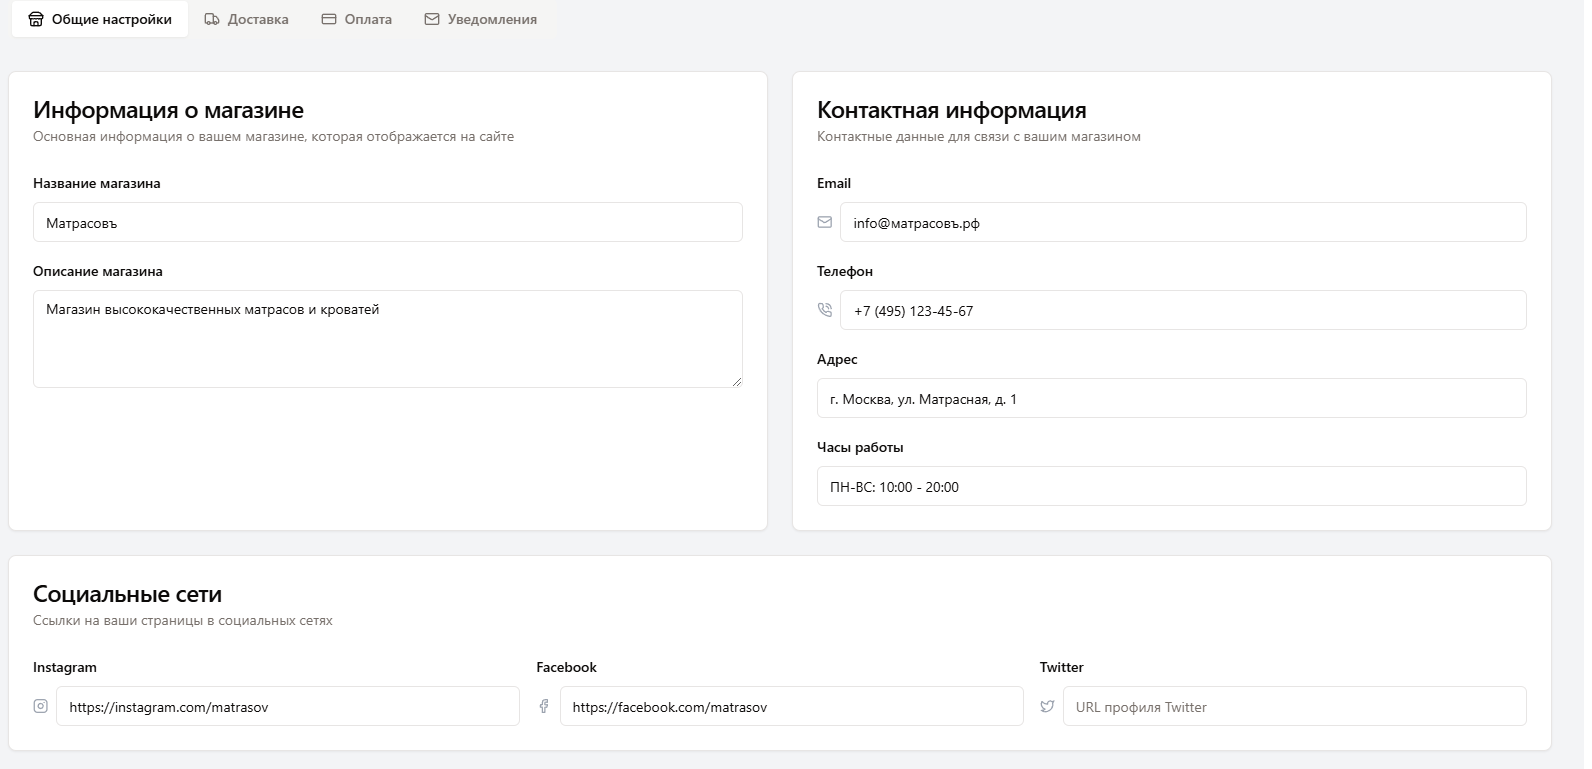 Общие настройки
Доставка
Оплата
Уведомления
Информация о магазине
Основная информация о вашем магазине, которая отображается на сайте
Название магазина
Матрасовъ
Описание магазина
Магазин высококачественных матрасов и кроватей
Контактная информация
Контактные данные для связи с вашим магазином
Email
info@матрасовъ.рф
Телефон
+7 (495) 123-45-67
Адрес
г. Москва, ул. Матрасная, д. 1
Часы работы
ПН-ВС: 10:00 - 20:00
Социальные сети
Ссылки на ваши страницы в социальных сетях
Instagram
https://instagram.com/matrasov
Facebook
https://facebook.com/matrasov
Twitter
URL профиля Twitter